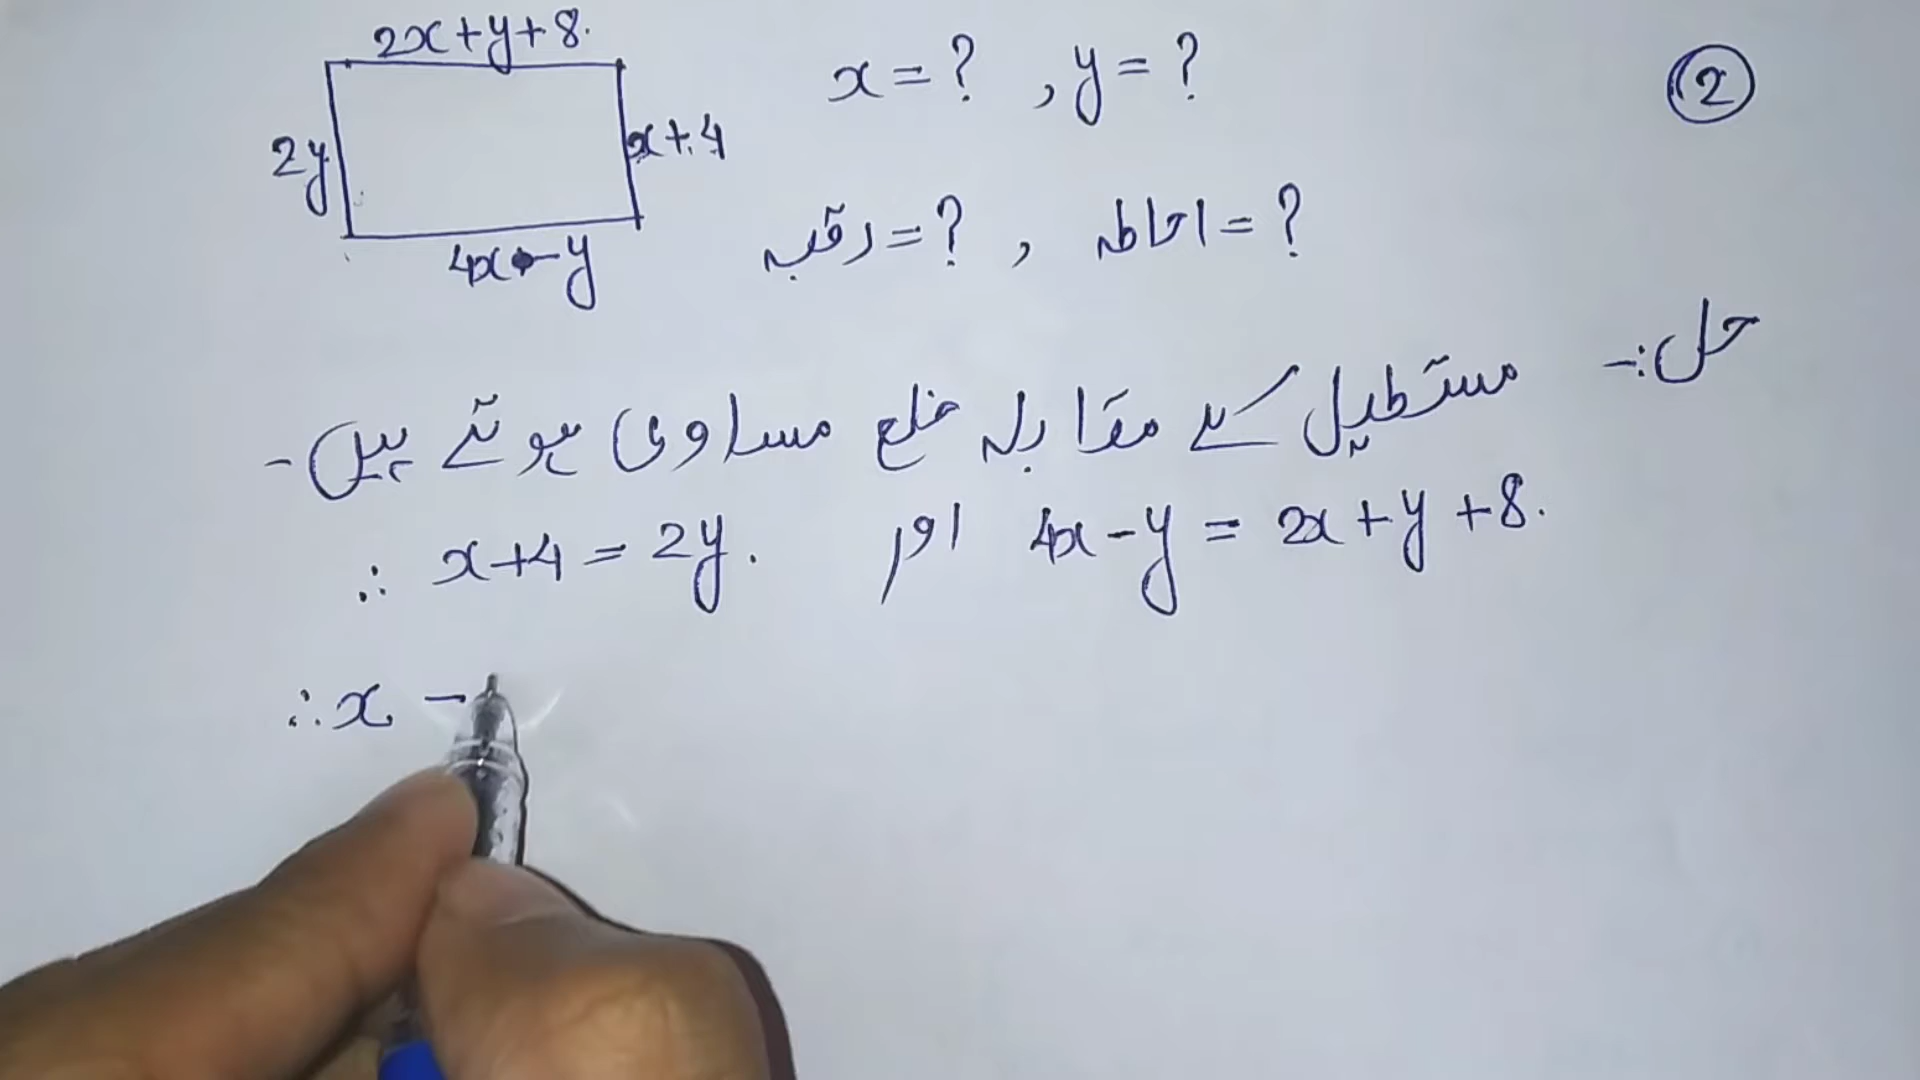 2x+y+8.
x=? , y=?
2
2y
x+4
4x-y
رقبہ=? , احاطہ=?
حل:-
مستطیل کے مقابلہ ضلع مساوی ہوتے ہیں -
∴ x+4=2y. اور 4x-y = 2x+y+8.
∴ x -